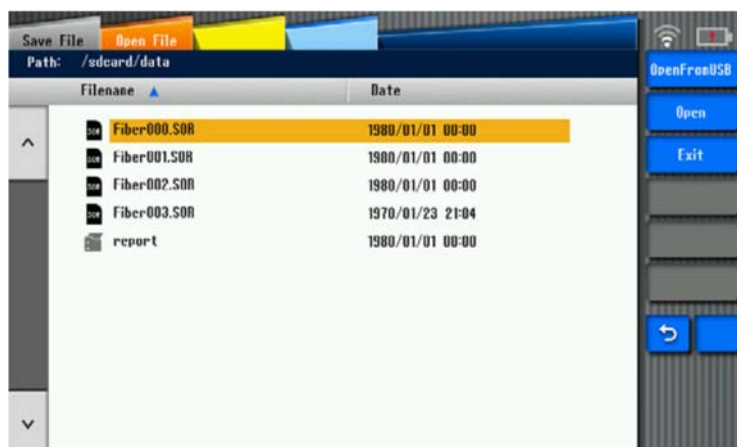 Save File Open File
Path: /sdcard/data
OpenFromUSB
Filename Date
Open
Fiber000.SOR 1980/01/01 00:00
Fiber001.SOR 1980/01/01 00:00
Exit
Fiber002.SOR 1980/01/01 00:00
Fiber003.SOR 1970/01/23 21:04
report 1980/01/01 00:00